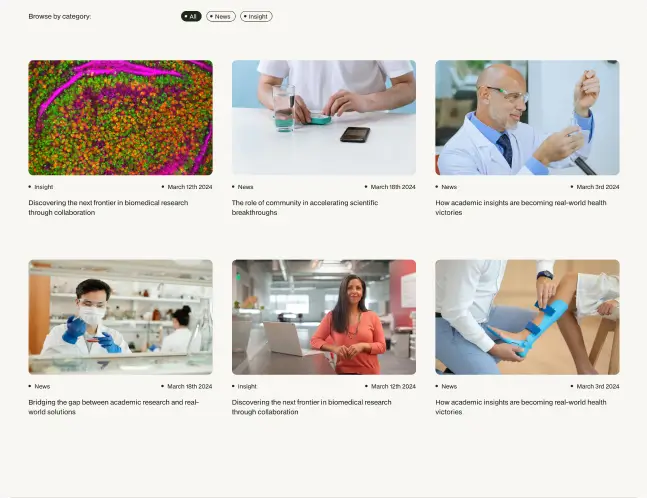 Browse by category:
All
News
Insight
Insight
March 12th 2024
News
March 18th 2024
News
March 3rd 2024
Discovering the next frontier in biomedical research
through collaboration
The role of community in accelerating scientific
breakthroughs
How academic insights are becoming real-world health
victories
News
March 18th 2024
Insight
March 12th 2024
News
March 3rd 2024
Bridging the gap between academic research and real-
world solutions
Discovering the next frontier in biomedical research
through collaboration
How academic insights are becoming real-world health
victories